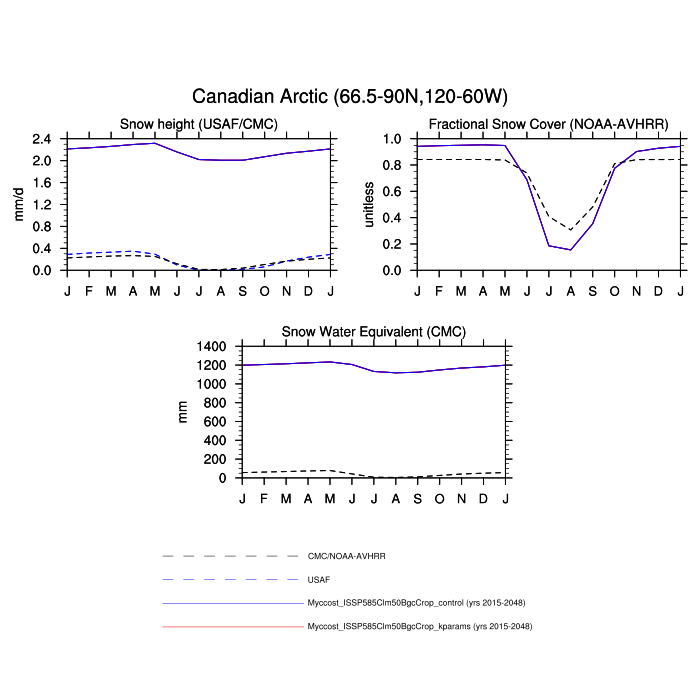 Canadian Arctic (66.5-90N,120-60W)
Snow height (USAF/CMC)
mm/d
2.4
2.0
1.6
1.2
0.8
0.4
0.0
J F M A M J J A S O N D J
Fractional Snow Cover (NOAA-AVHRR)
unitless
1.0
0.8
0.6
0.4
0.2
0.0
J F M A M J J A S O N D J
Snow Water Equivalent (CMC)
mm
1400
1200
1000
800
600
400
200
0
J F M A M J J A S O N D J
CMC/NOAA-AVHRR
USAF
Myccost_ISSP585Clm50BgcCrop_control (yrs 2015-2048)
Myccost_ISSP585Clm50BgcCrop_kparams (yrs 2015-2048)